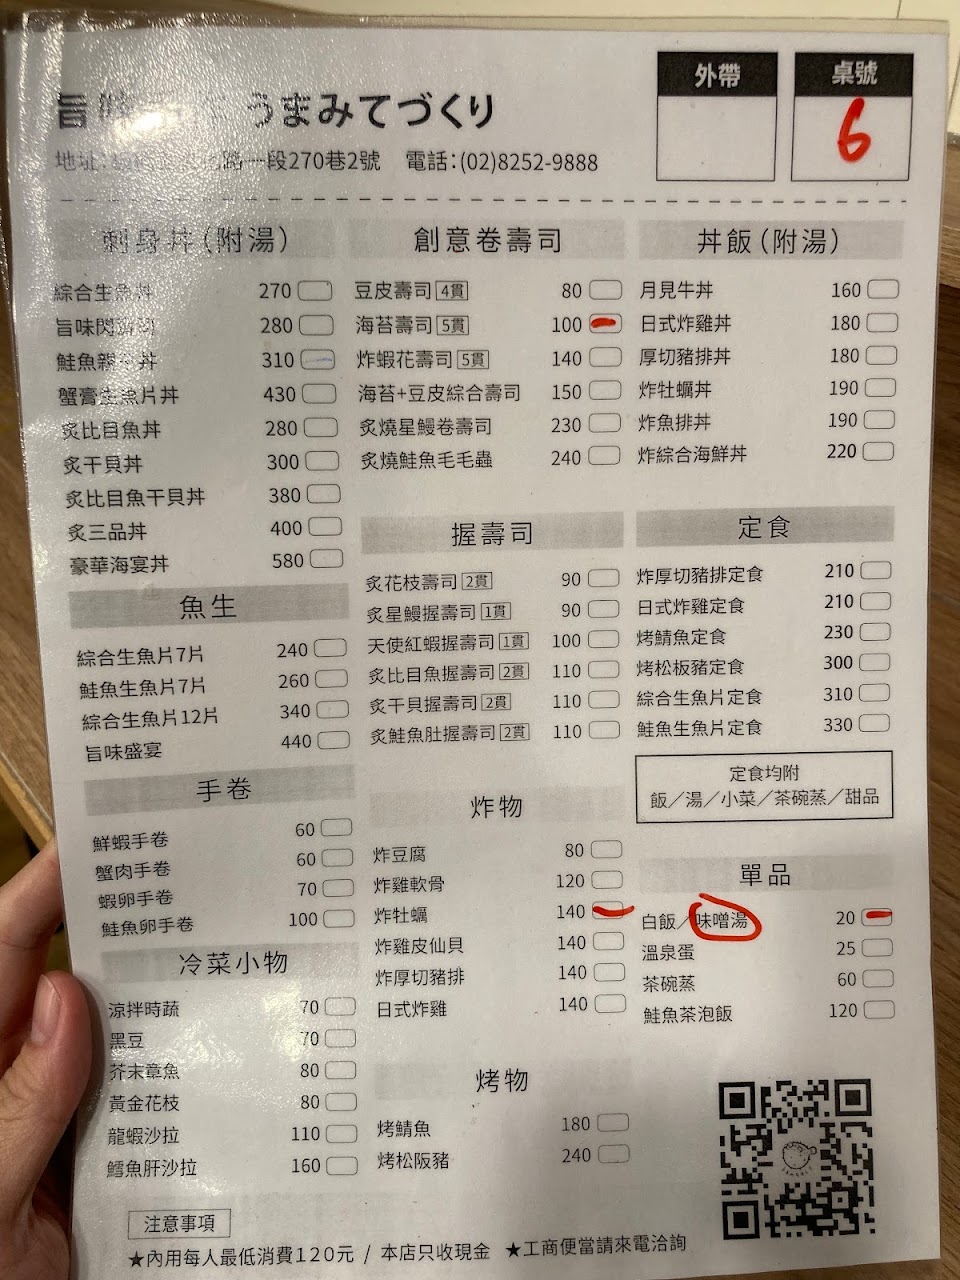 旨味 うまみてづくり
外帶
桌號
6
地址: 路一段270巷2號 電話:(02)8252-9888
刺身丼(附湯)
綜合生魚丼 270
旨味 280
鮭魚親子丼 310
蟹膏生魚片丼 430
炙比目魚丼 280
炙干貝丼 300
炙比目魚干貝丼 380
炙三品丼 400
豪華海宴丼 580
魚生
綜合生魚片7片 240
鮭魚生魚片7片 260
綜合生魚片12片 340
旨味盛宴 440
手卷
鮮蝦手卷 60
蟹肉手卷 60
蝦卵手卷 70
鮭魚卵手卷 100
冷菜小物
涼拌時蔬 70
黑豆 70
芥末章魚 80
黃金花枝 80
龍蝦沙拉 110
鱈魚肝沙拉 160
創意卷壽司
豆皮壽司 4貫 80
海苔壽司 5貫 100
炸蝦花壽司 5貫 140
海苔+豆皮綜合壽司 150
炙燒星鰻卷壽司 230
炙燒鮭魚毛毛蟲 240
握壽司
炙花枝壽司 2貫 90
炙星鰻握壽司 1貫 90
天使紅蝦握壽司 1貫 100
炙比目魚握壽司 2貫 110
炙干貝握壽司 2貫 110
炙鮭魚肚握壽司 2貫 110
炸物
炸豆腐 80
炸雞軟骨 120
炸牡蠣 140
炸雞皮仙貝 140
炸厚切豬排 140
日式炸雞 140
烤物
烤鯖魚 180
烤松阪豬 240
丼飯(附湯)
月見牛丼 160
日式炸雞丼 180
厚切豬排丼 180
炸牡蠣丼 190
炸魚排丼 190
炸綜合海鮮丼 220
定食
炸厚切豬排定食 210
日式炸雞定食 210
烤鯖魚定食 230
烤松板豬定食 300
綜合生魚片定食 310
鮭魚生魚片定食 330
定食均附
飯/湯/小菜/茶碗蒸/甜品
單品
白飯/味噌湯 20
溫泉蛋 25
茶碗蒸 60
鮭魚茶泡飯 120
注意事項
★內用每人最低消費120元 / 本店只收現金 ★工商便當請來電洽詢